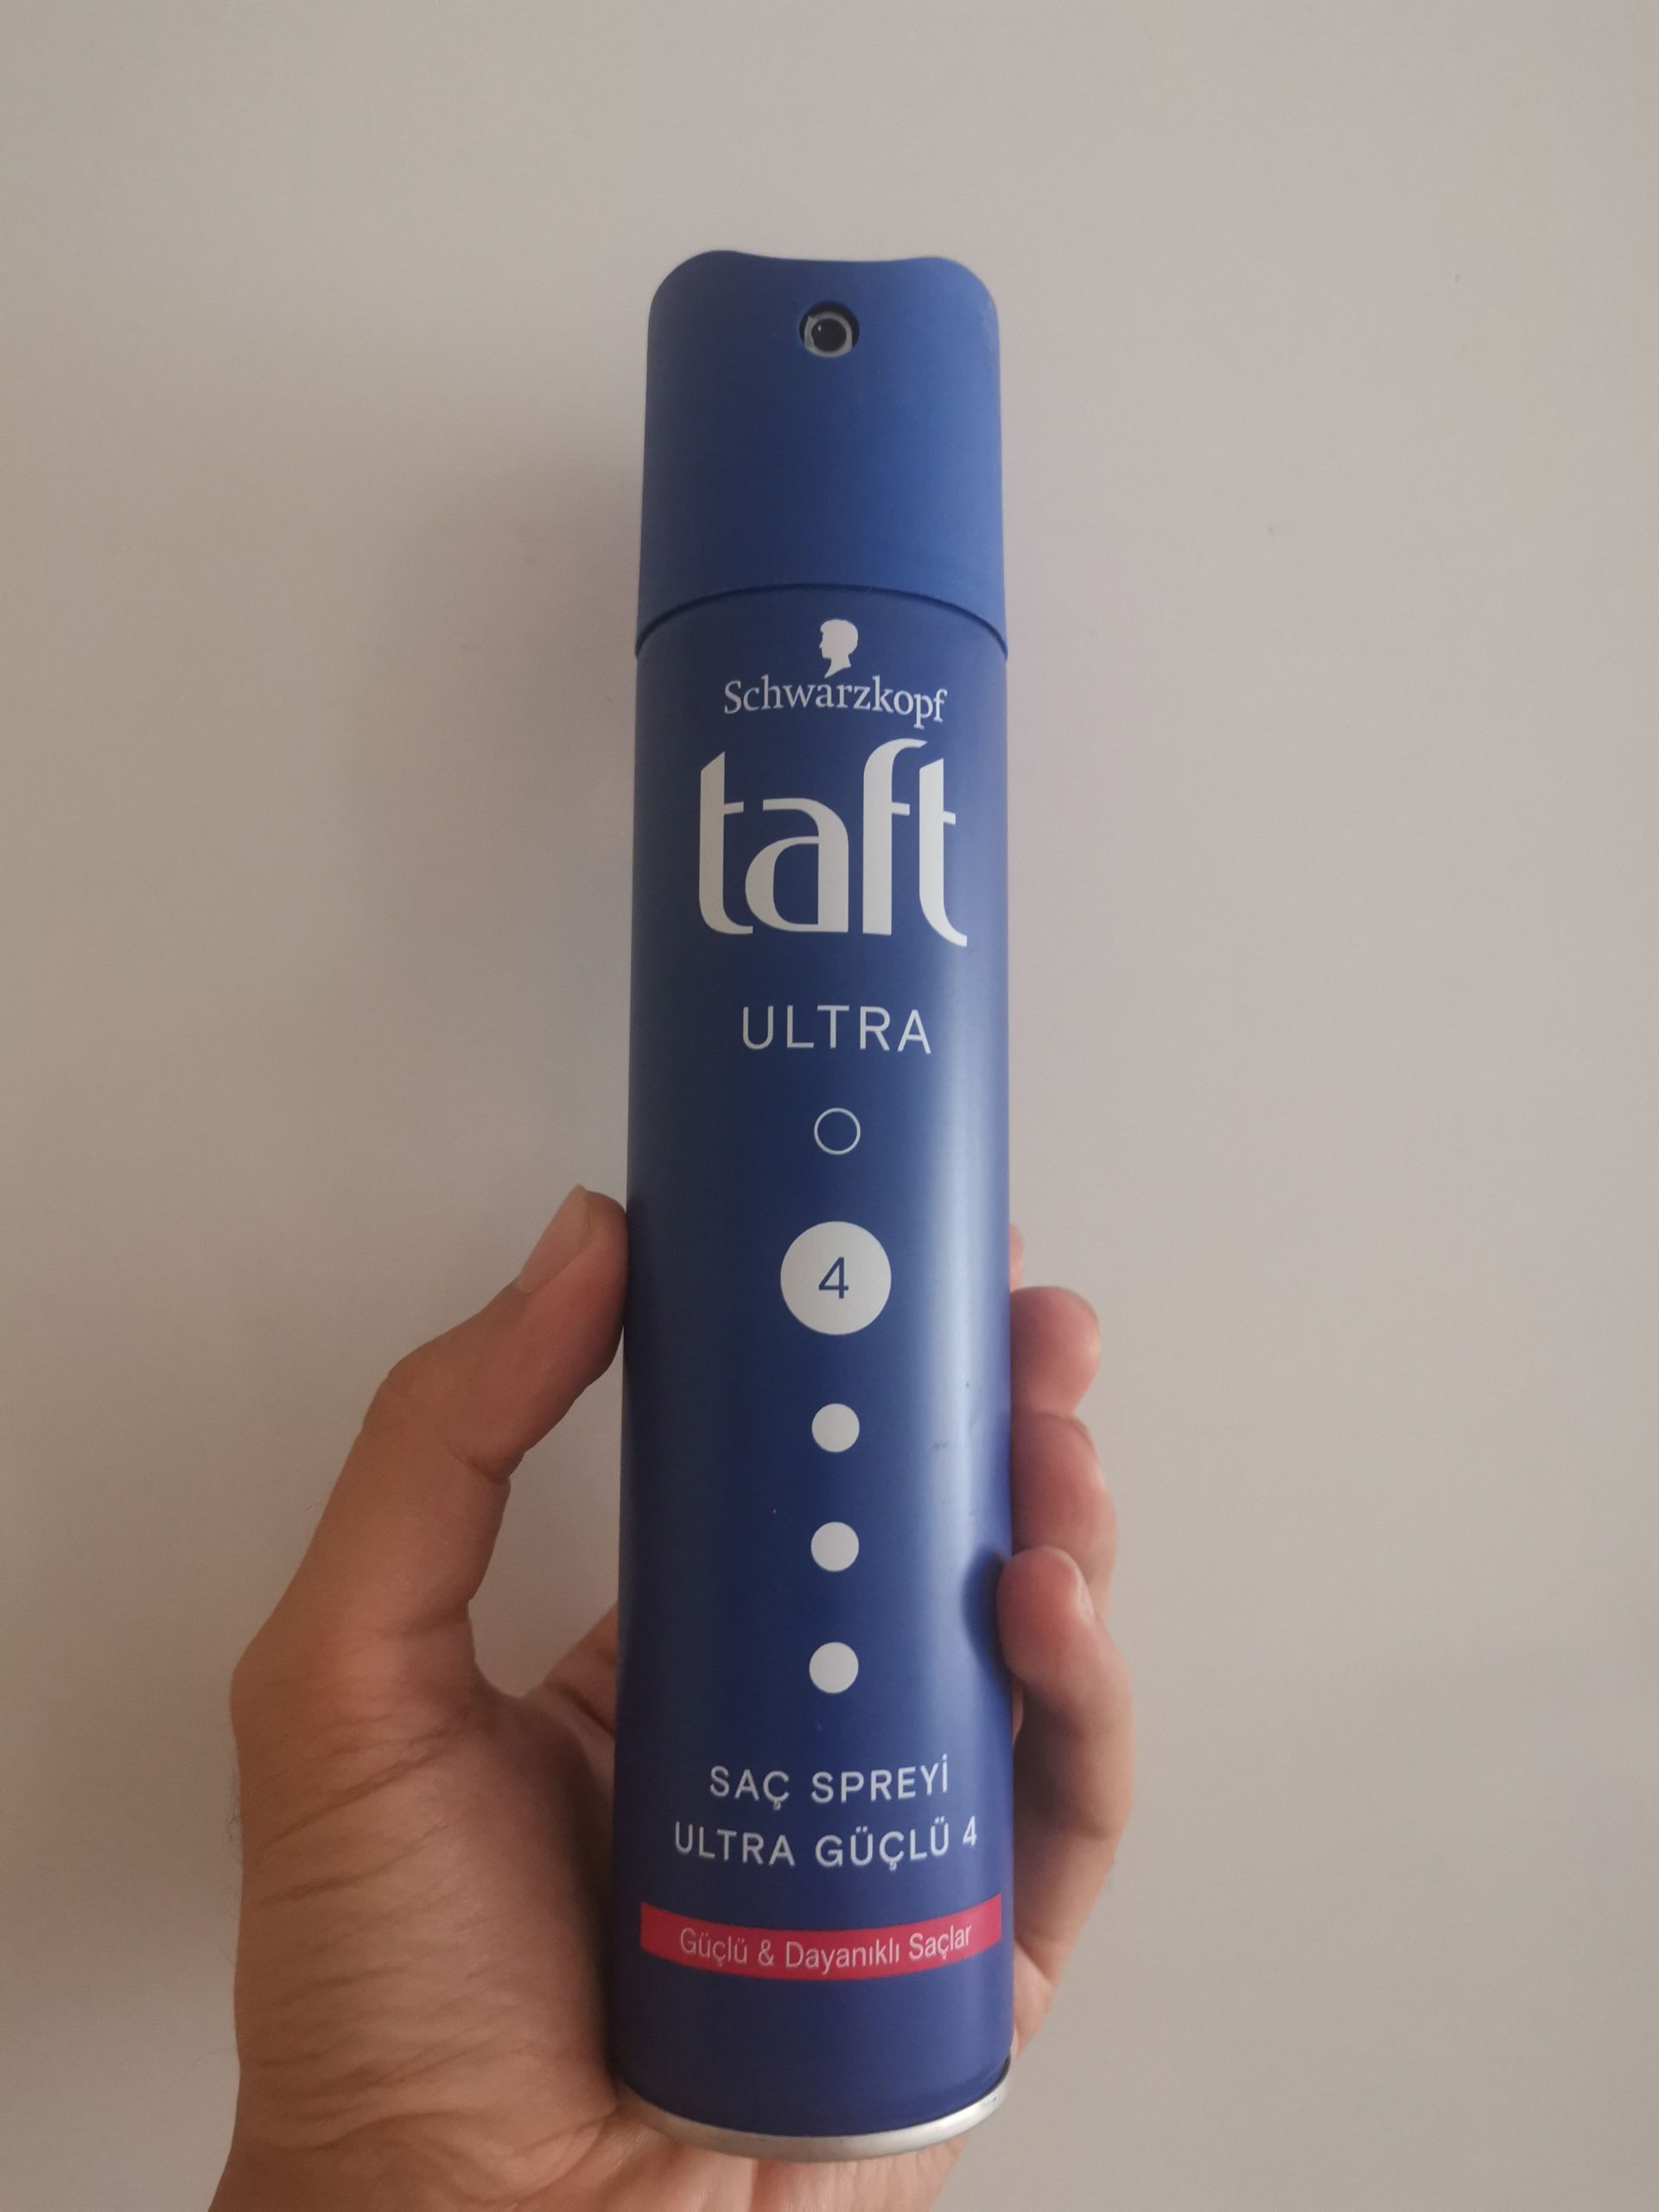 Schwarzkopf
taft
ULTRA
4
SAÇ SPREYİ
ULTRA GÜÇLÜ 4
Güçlü & Dayanıklı Saçlar